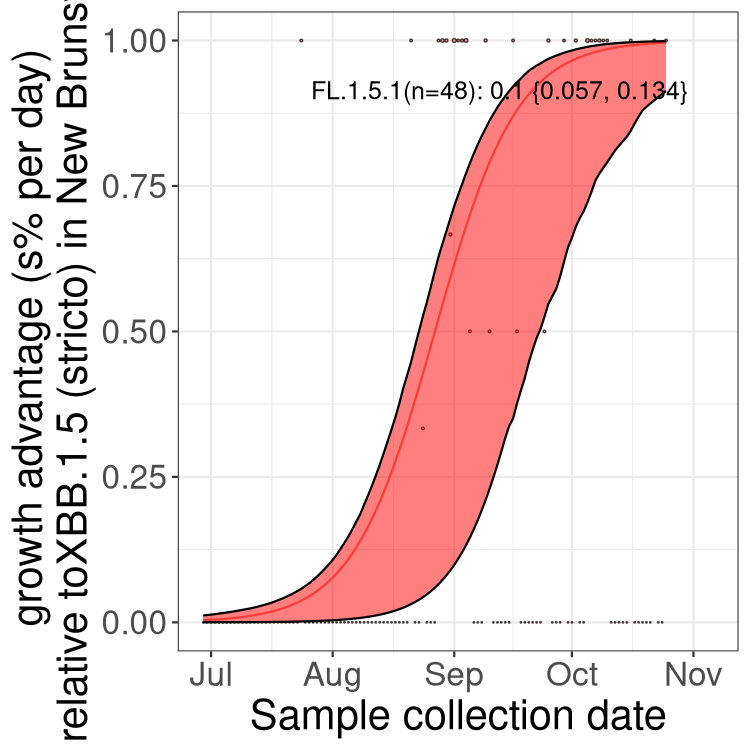 growth advantage (s% per day)
relative toXBB.1.5 (stricto) in New
1.00
0.75
0.50
0.25
0.00
FL.1.5.1(n=48): 0.1 {0.057, 0.134}
Jul Aug Sep Oct Nov
Sample collection date